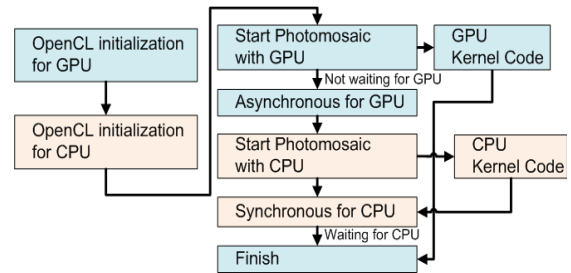 OpenCL initialization
for GPU
OpenCL initialization
for CPU
Start Photomosaic
with GPU
GPU
Kernel Code
Not waiting for GPU
Asynchronous for GPU
Start Photomosaic
with CPU
CPU
Kernel Code
Synchronous for CPU
Waiting for CPU
Finish